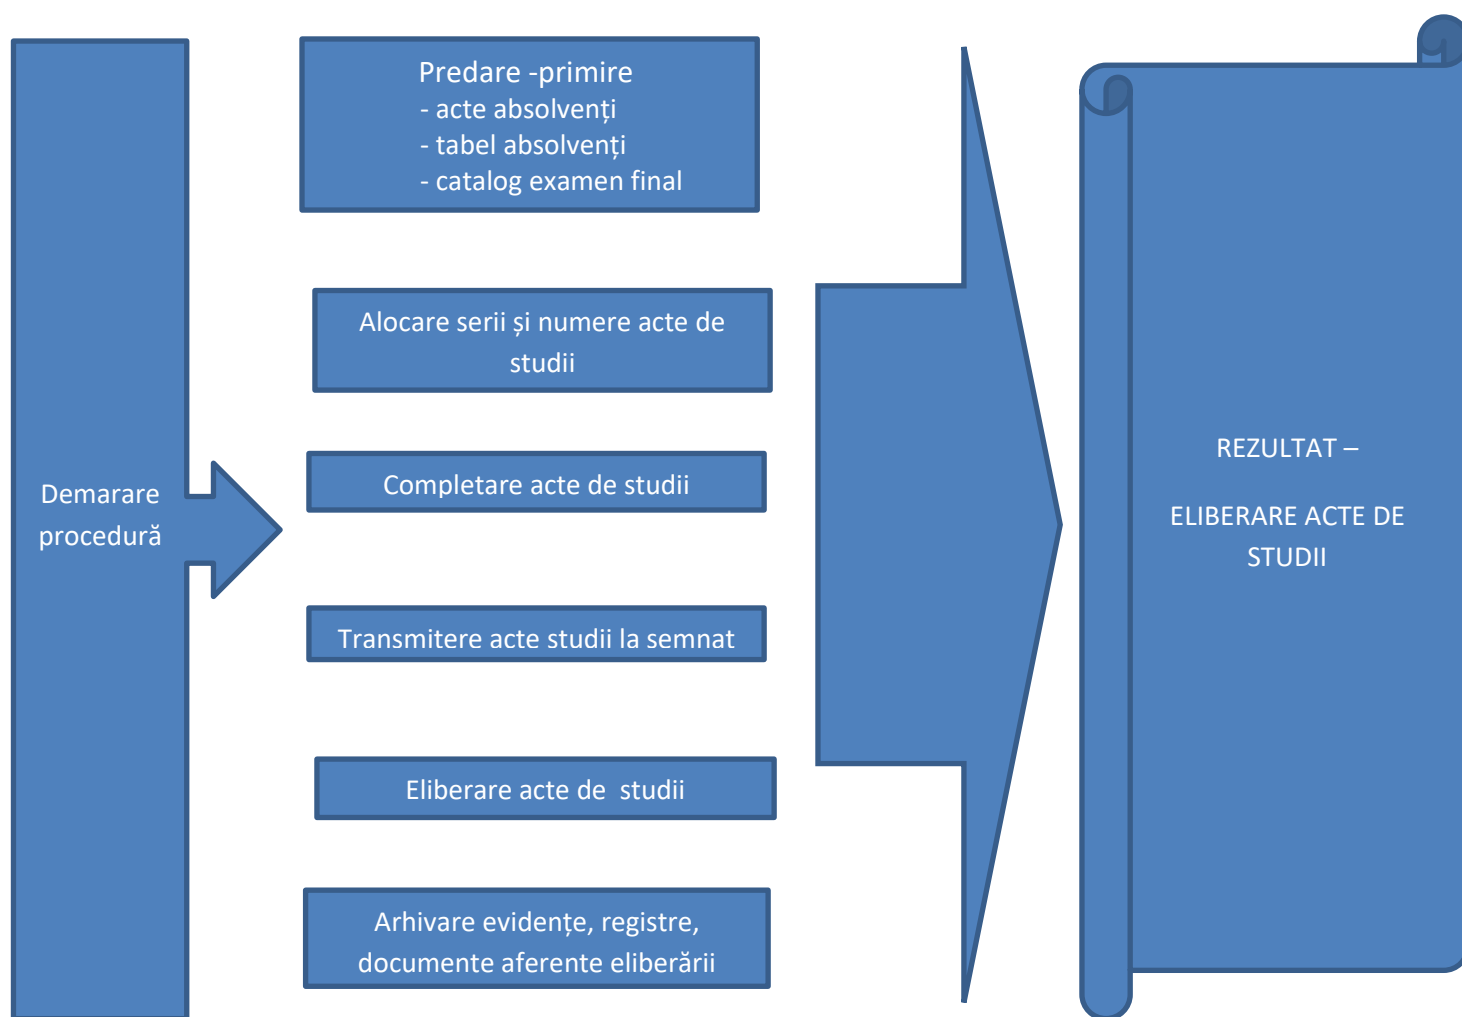 Demarare
procedură
Predare -primire
- acte absolvenți
- tabel absolvenți
- catalog examen final
Alocare serii și numere acte de
studii
Completare acte de studii
Transmitere acte studii la semnat
Eliberare acte de  studii
Arhivare evidențe, registre,
documente aferente eliberării
REZULTAT –
ELIBERARE ACTE DE
STUDII